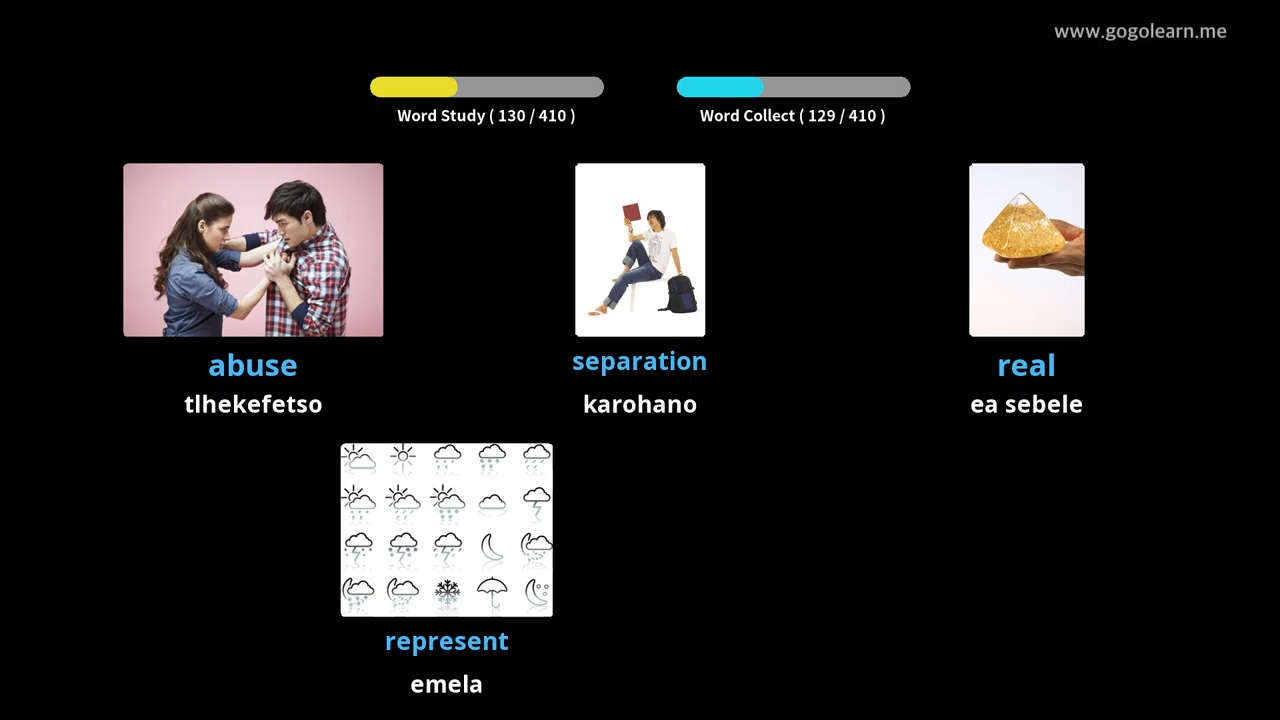 www.gogolearn.me
Word Study ( 130 / 410 )
Word Collect ( 129 / 410 )
abuse
tlhekefetso
separation
karohano
real
ea sebele
represent
emela